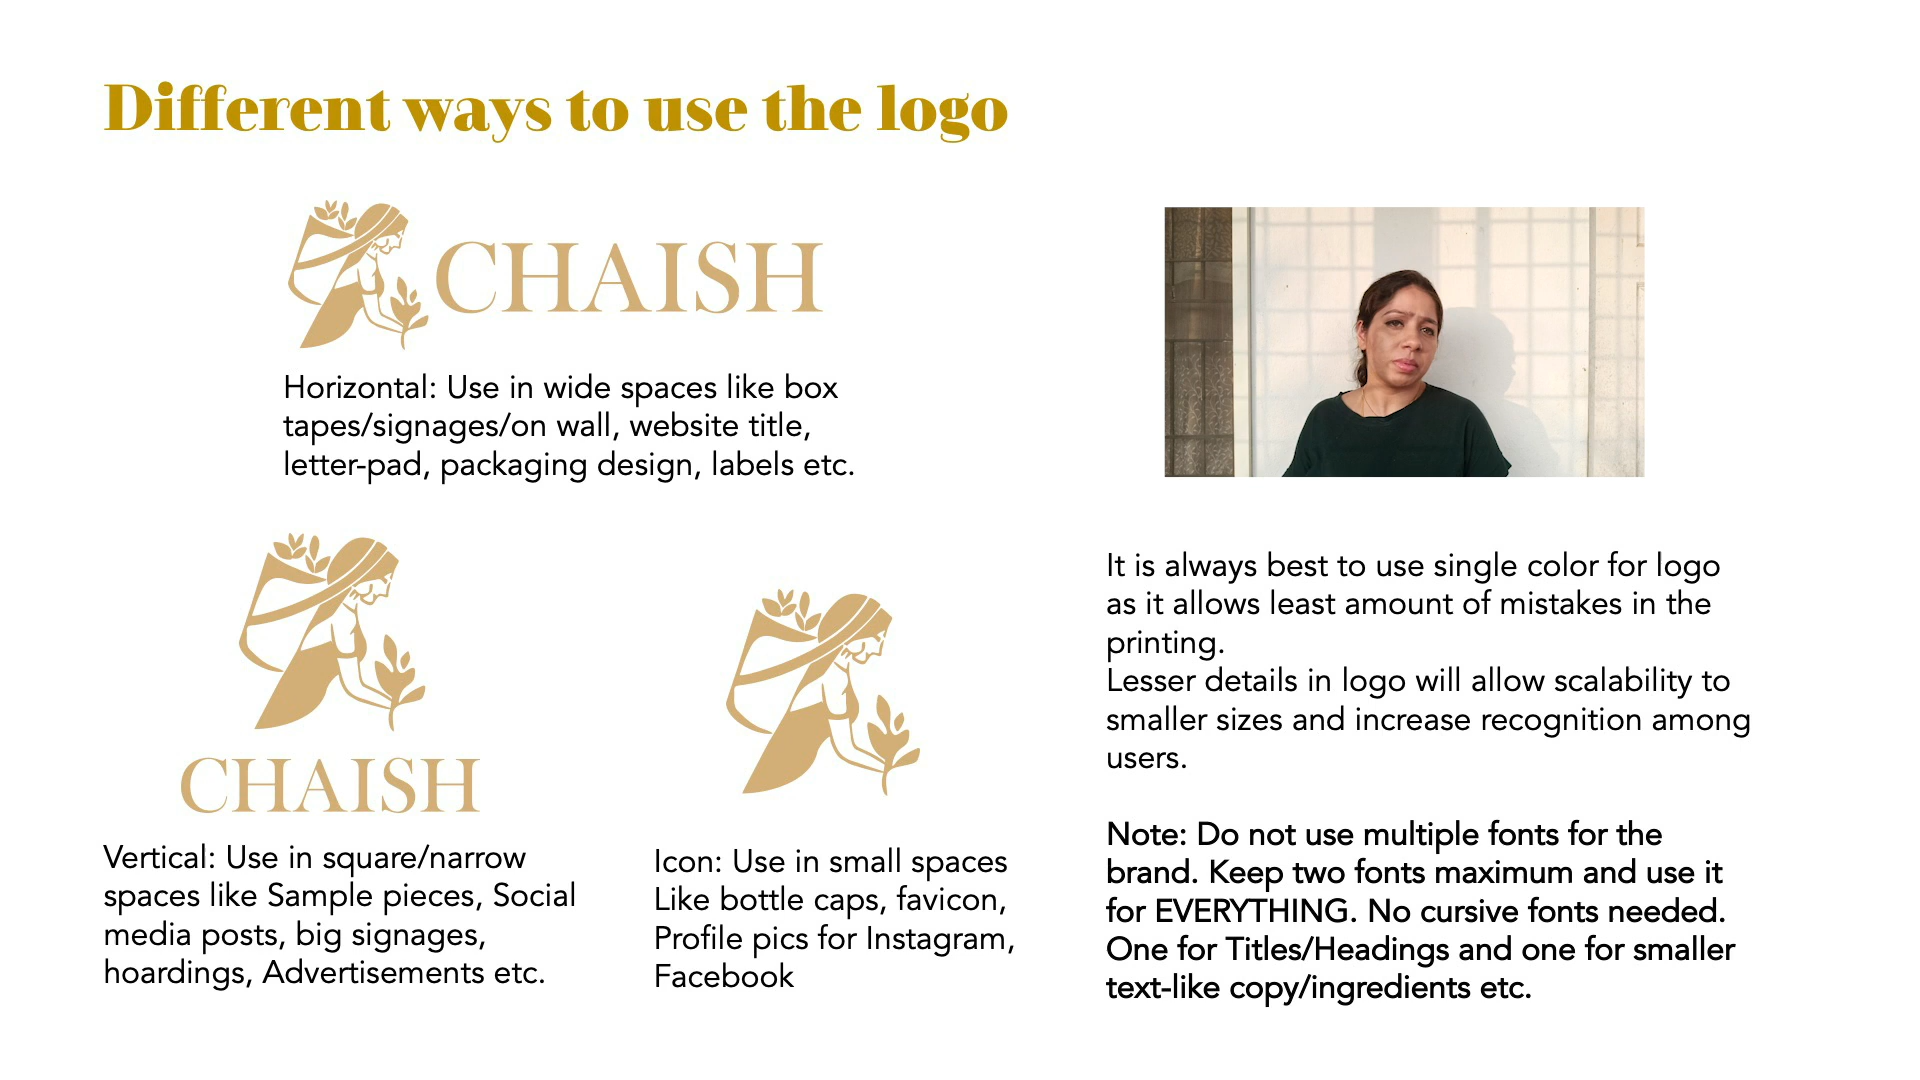 Different ways to use the logo
CHAISH
Horizontal: Use in wide spaces like box
tapes/signages/on wall, website title,
letter-pad, packaging design, labels etc.
CHAISH
Vertical: Use in square/narrow
spaces like Sample pieces, Social
media posts, big signages,
hoardings, Advertisements etc.
Icon: Use in small spaces
Like bottle caps, favicon,
Profile pics for Instagram,
Facebook
It is always best to use single color for logo
as it allows least amount of mistakes in the
printing.
Lesser details in logo will allow scalability to
smaller sizes and increase recognition among
users.
Note: Do not use multiple fonts for the
brand. Keep two fonts maximum and use it
for EVERYTHING. No cursive fonts needed.
One for Titles/Headings and one for smaller
text-like copy/ingredients etc.